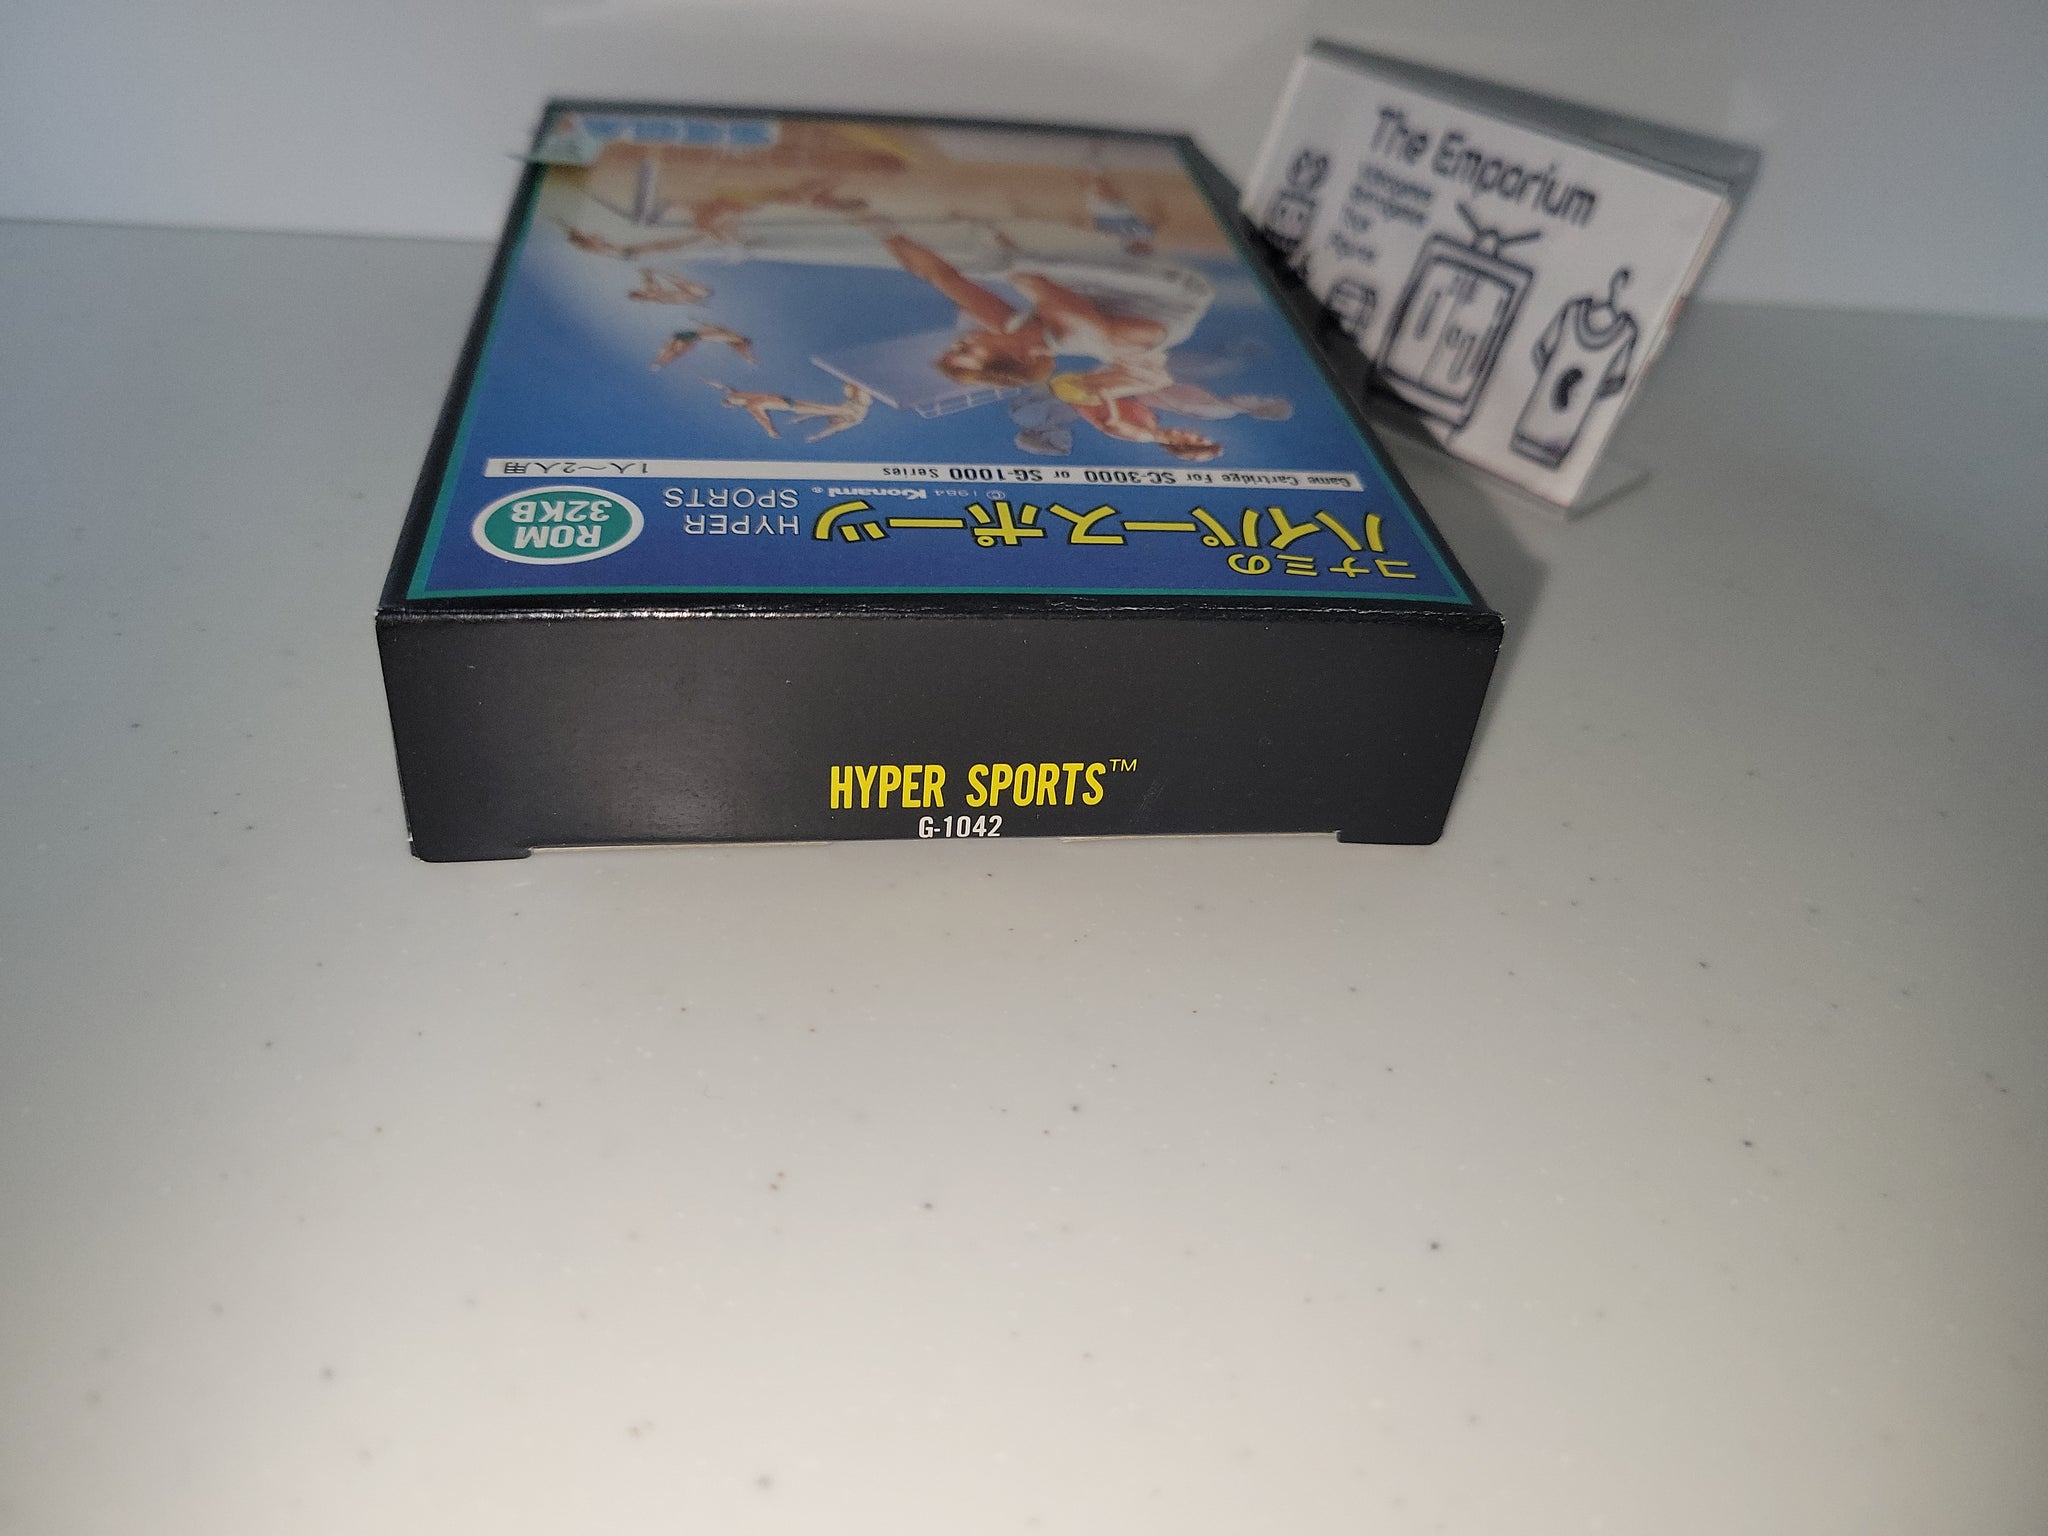 HYPER SPORTS™
G-1042
コナミの
ハイパースポーツ
HYPER
SPORTS
©1984 Konami®
ROM
32KB
Game Cartridge For SC-3000 or SG-1000 Series
1人〜2人用
SEGA
The Emporium